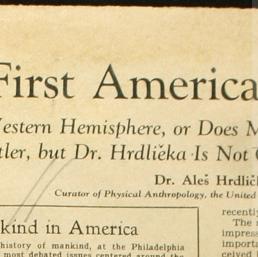 First America
Western Hemisphere, or Does M
tler, but Dr. Hrdlička Is Not
Dr. Aleš Hrdlič
Curator of Physical Anthropology, the United
kind in America
history of mankind, at the Philadelphia
most debated issues centered around the
recently
The s
impress
importa
ceived